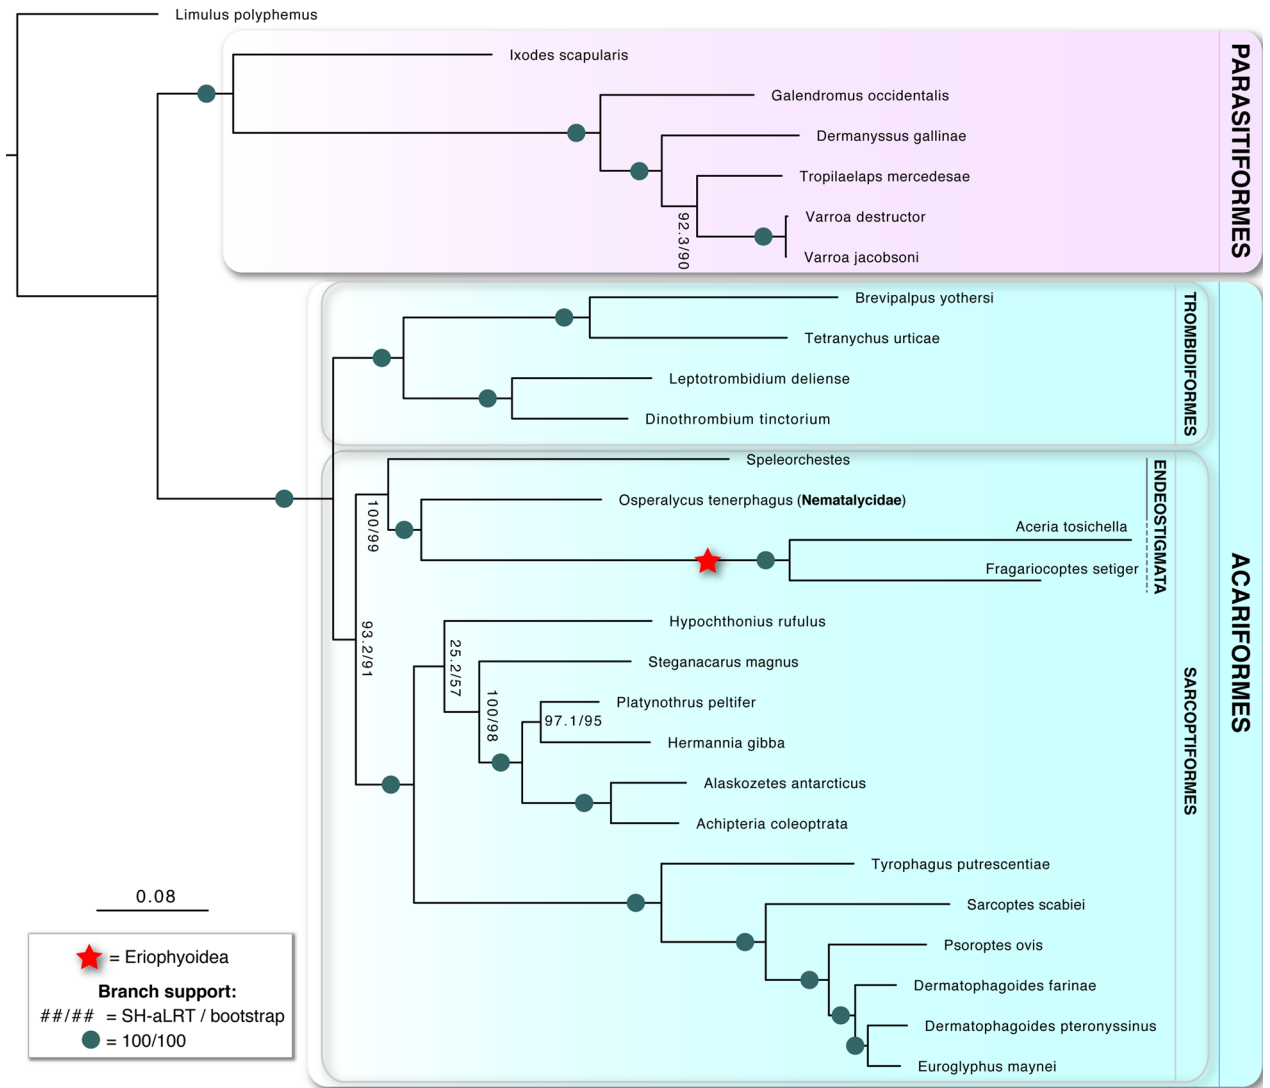 Limulus polyphemus
Ixodes scapularis
Galendromus occidentalis
Dermanyssus gallinae
Tropilaelaps mercedesae
92.3/90
Varroa destructor
Varroa jacobsoni
PARASITIFORMES
Brevipalpus yothersi
Tetranychus urticae
Leptotrombidium deliense
Dinothrombium tinctorium
TROMBIDIFORMES
Speleorchestes
Osperalycus tenerphagus (Nematalycidae)
Aceria tosichella
Fragariocoptes setiger
ENDEOSTIGMATA
100/99
93.2/91
Hypochthonius rufulus
25.2/57
Steganacarus magnus
100/98
Platynothrus peltifer
97.1/95
Hermannia gibba
Alaskozetes antarcticus
Achipteria coleoptrata
SARCOPTIFORMES
ACARIFORMES
Tyrophagus putrescentiae
Sarcoptes scabiei
Psoroptes ovis
Dermatophagoides farinae
Dermatophagoides pteronyssinus
Euroglyphus maynei
0.08
= Eriophyoidea
Branch support:
##/## = SH-aLRT / bootstrap
= 100/100